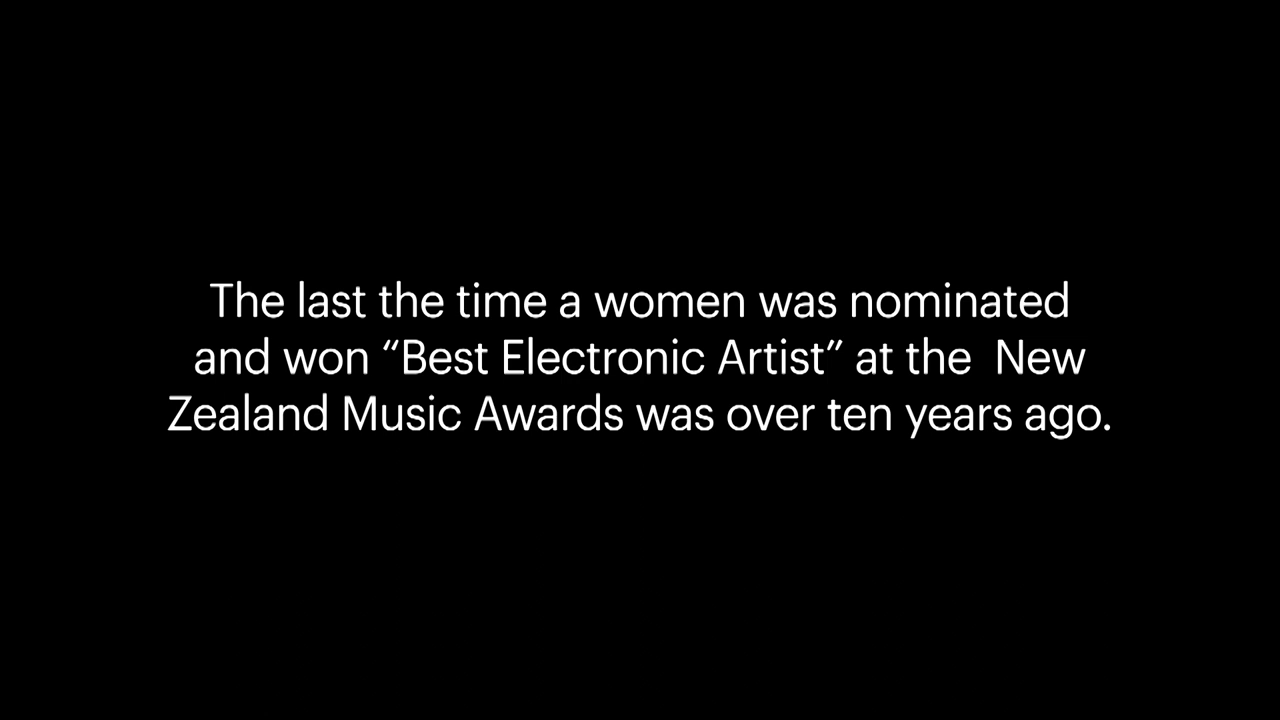 The last the time a women was nominated
and won “Best Electronic Artist” at the  New
Zealand Music Awards was over ten years ago.